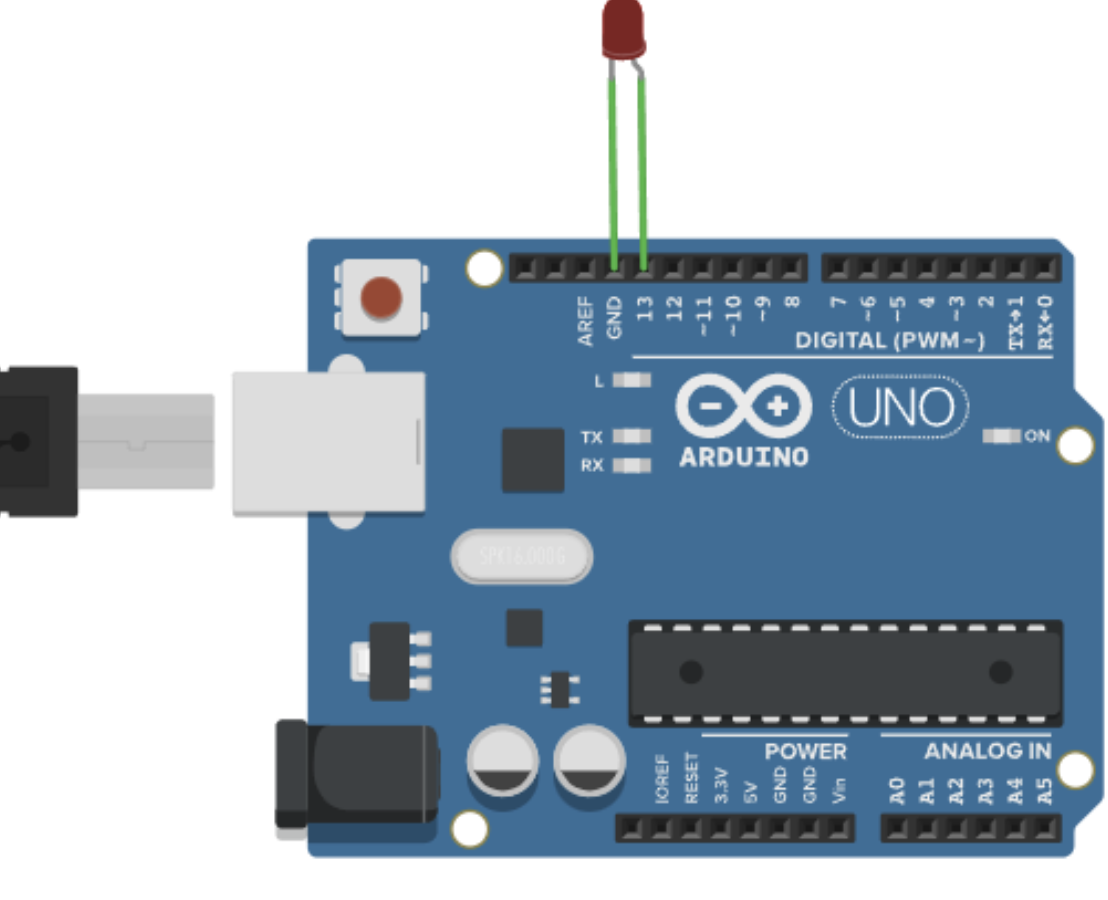 AREF
GND
13
12
~11
~10
~9
8
7
~6
~5
4
~3
2
TX→1
RX←0
DIGITAL (PWM~)
L
TX
RX
ARDUINO
UNO
ON
SPK16.000G
POWER
ANALOG IN
IOREF
RESET
3.3V
5V
GND
GND
Vin
A0
A1
A2
A3
A4
A5